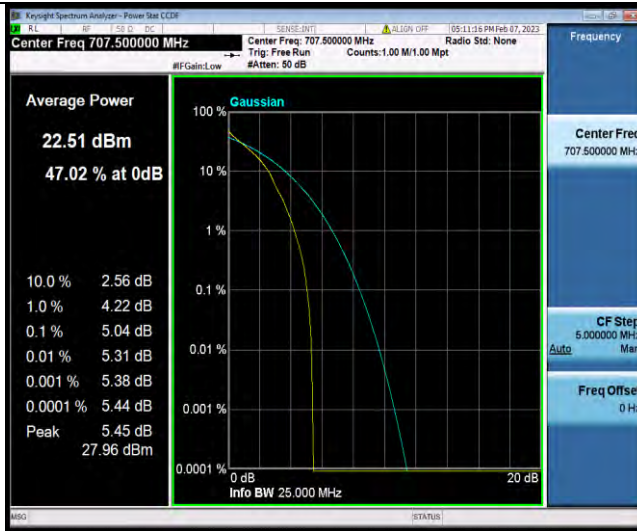 Keysight Spectrum Analyzer - Power Stat CCDF
RL RF 50 Ω DC SENSE:INT ALIGN OFF 05:11:16 PM Feb 07, 2023
Center Freq 707.500000 MHz
Center Freq: 707.500000 MHz Radio Std: None
Trig: Free Run Counts:1.00 M/1.00 Mpt
#IFGain:Low #Atten: 50 dB
Frequency
Average Power
22.51 dBm
47.02 % at 0dB
10.0 % 2.56 dB
1.0 % 4.22 dB
0.1 % 5.04 dB
0.01 % 5.31 dB
0.001 % 5.38 dB
0.0001 % 5.44 dB
Peak 5.45 dB
27.96 dBm
Gaussian
100 %
10 %
1 %
0.1 %
0.01 %
0.001 %
0.0001 %
0 dB 20 dB
Info BW 25.000 MHz
Center Freq
707.500000 MHz
CF Step
5.000000 MHz
Auto Man
Freq Offset
0 Hz
MSG STATUS